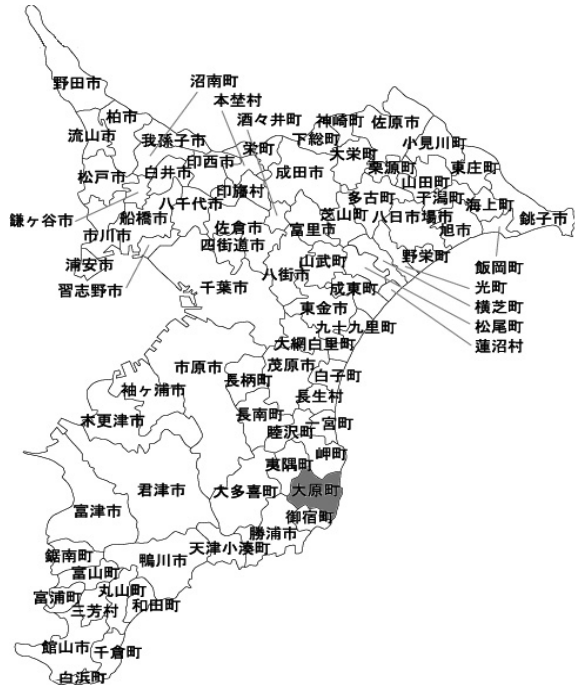 野田市
沼南町
本埜村
柏市
酒々井町
神崎町
佐原市
流山市
我孫子市
栄町
下総町
小見川町
印西市
大栄町
松戸市
白井市
成田市
栗源町
東庄町
印旛村
山田町
八千代市
多古町
干潟町
鎌ヶ谷市
船橋市
佐倉市
芝山町
八日市場市
海上町
銚子市
市川市
四街道市
富里市
旭市
浦安市
山武町
野栄町
飯岡町
習志野市
千葉市
八街市
成東町
光町
東金市
横芝町
九十九里町
松尾町
大網白里町
蓮沼村
市原市
茂原市
白子町
袖ヶ浦市
長柄町
長生村
木更津市
長南町
一宮町
睦沢町
岬町
夷隅町
君津市
大多喜町
大原町
富津市
御宿町
勝浦市
鋸南町
天津小湊町
鴨川市
富山町
富浦町
丸山町
和田町
三芳村
館山市
千倉町
白浜町